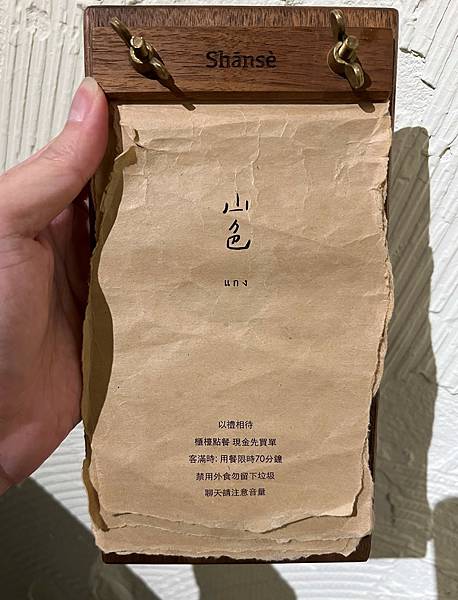 Shānsè
山
色
แกง
以禮相待
櫃檯點餐 現金先買單
客滿時: 用餐限時70分鐘
禁用外食勿留下垃圾
聊天請注意音量